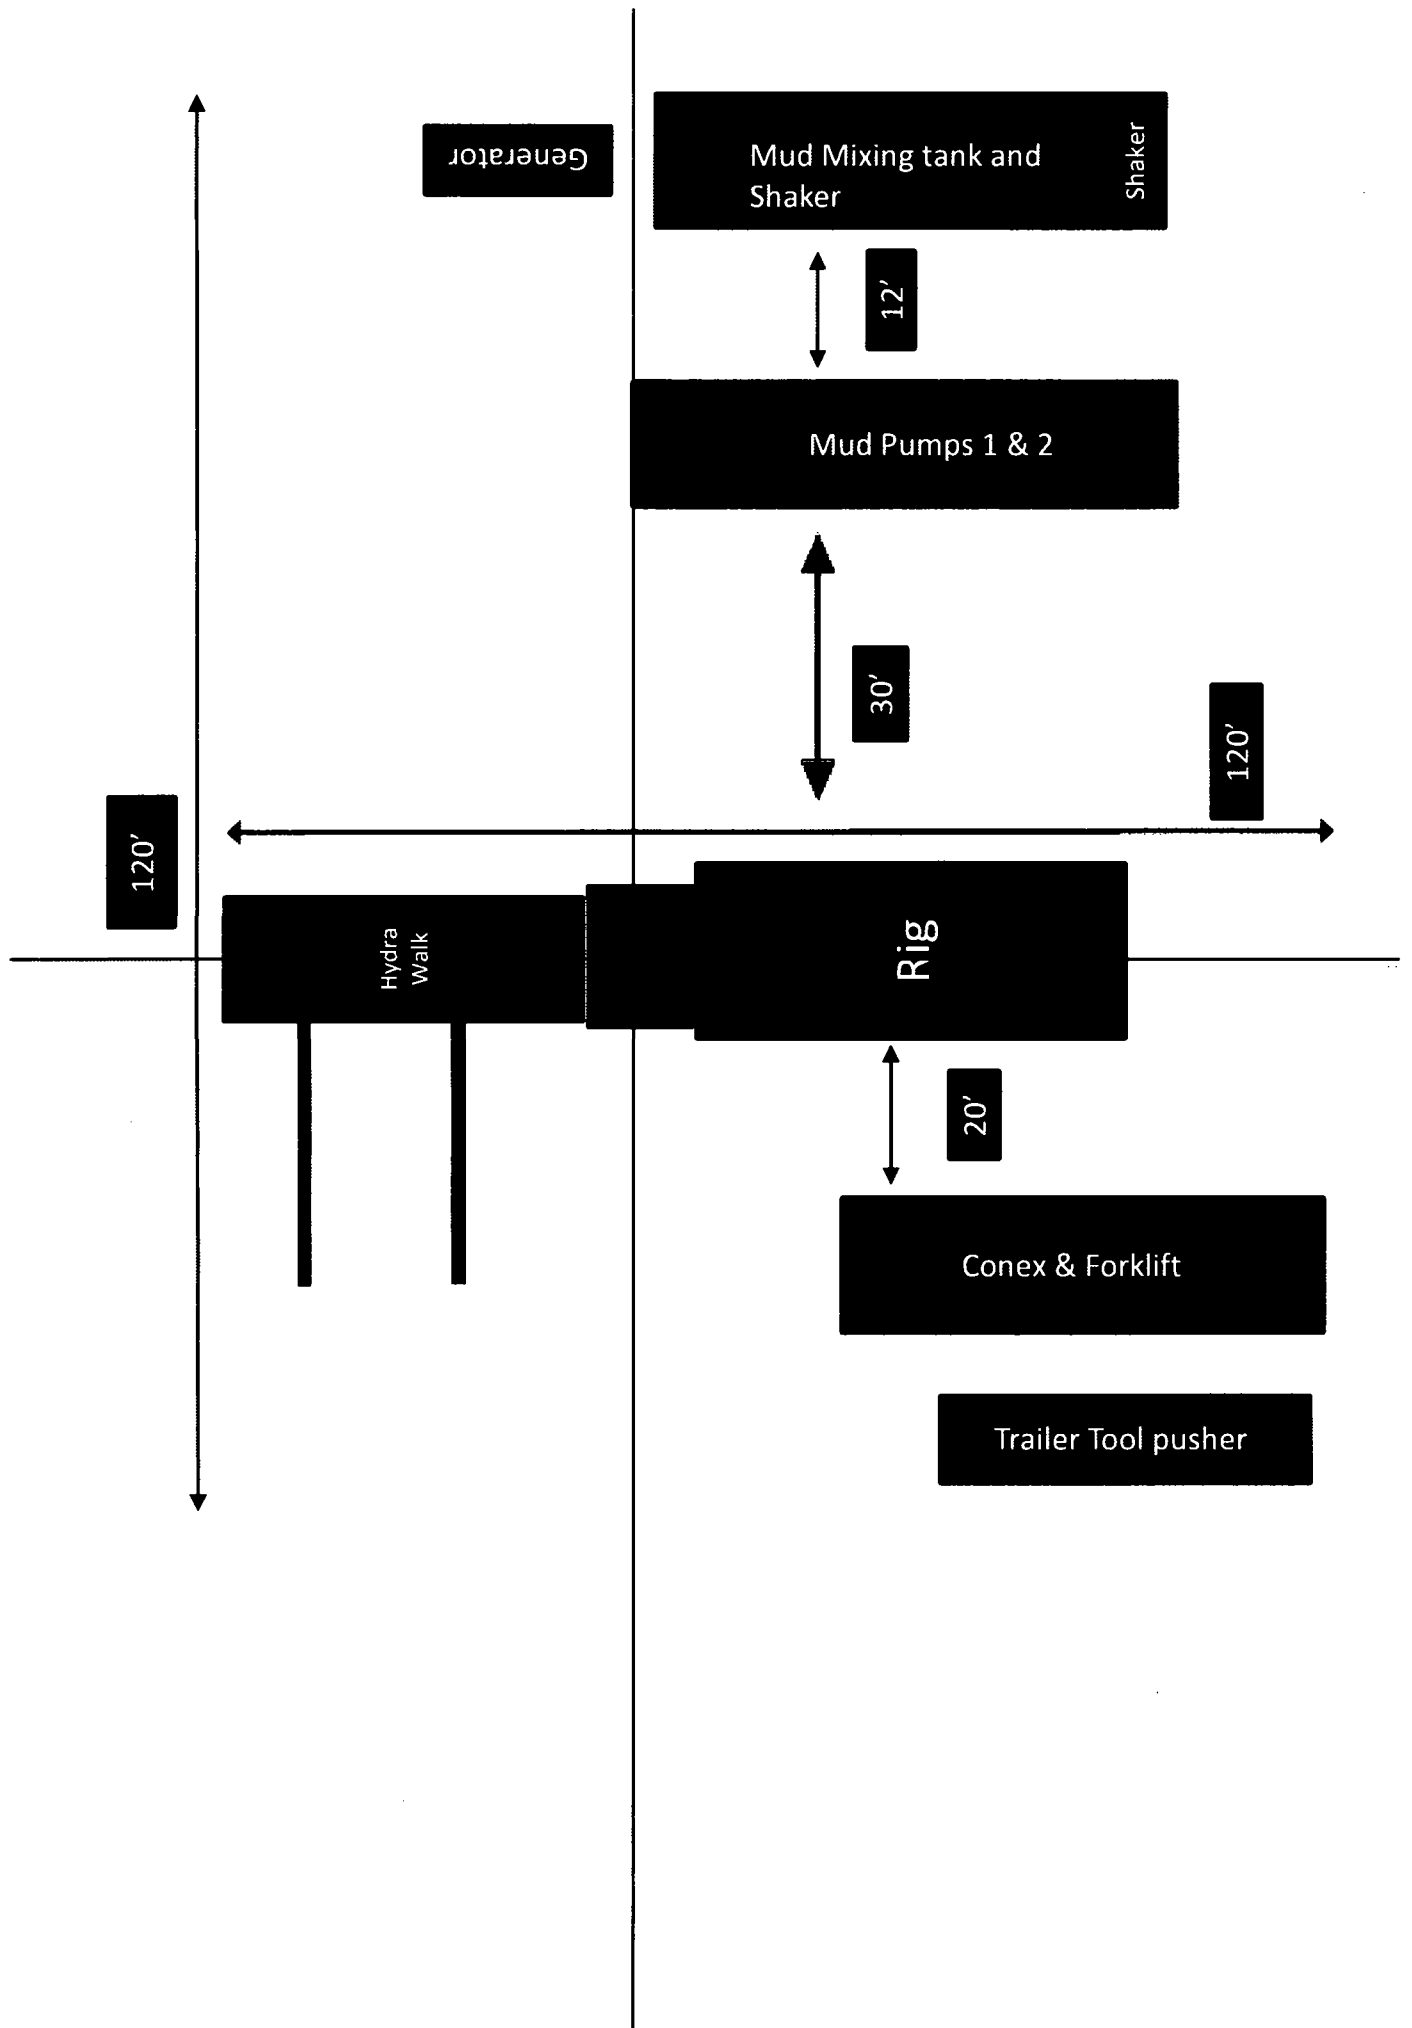 Generator
Mud Mixing tank and
Shaker
Shaker
12'
Mud Pumps 1 & 2
30'
120'
120'
Hydra
Walk
Rig
20'
Conex & Forklift
Trailer Tool pusher